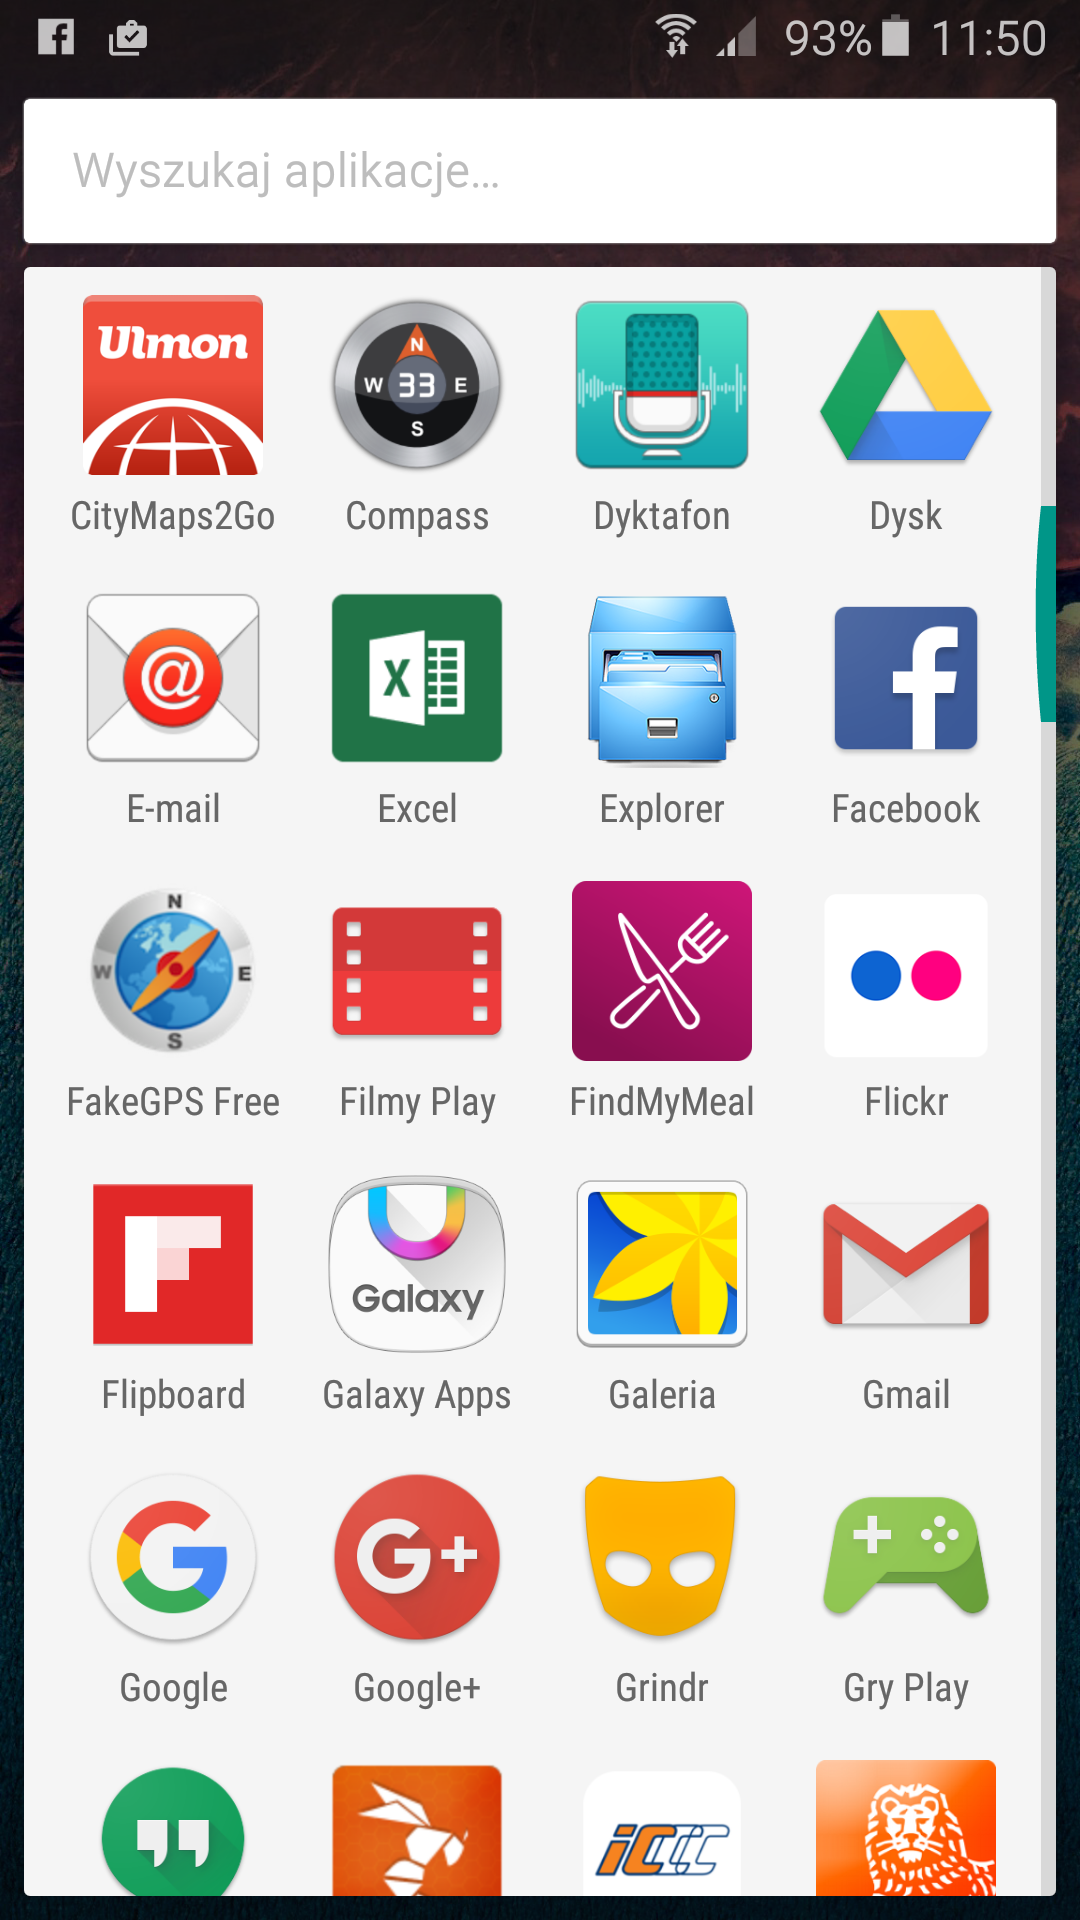 93% 11:50
Wyszukaj aplikacje...
Ulmon
N
W 33 E
S
CityMaps2Go Compass Dyktafon Dysk
@
X
f
E-mail Excel Explorer Facebook
N
W E
S
FakeGPS Free Filmy Play FindMyMeal Flickr
Galaxy
Flipboard Galaxy Apps Galeria Gmail
G G+
Google Google+ Grindr Gry Play
iCCC